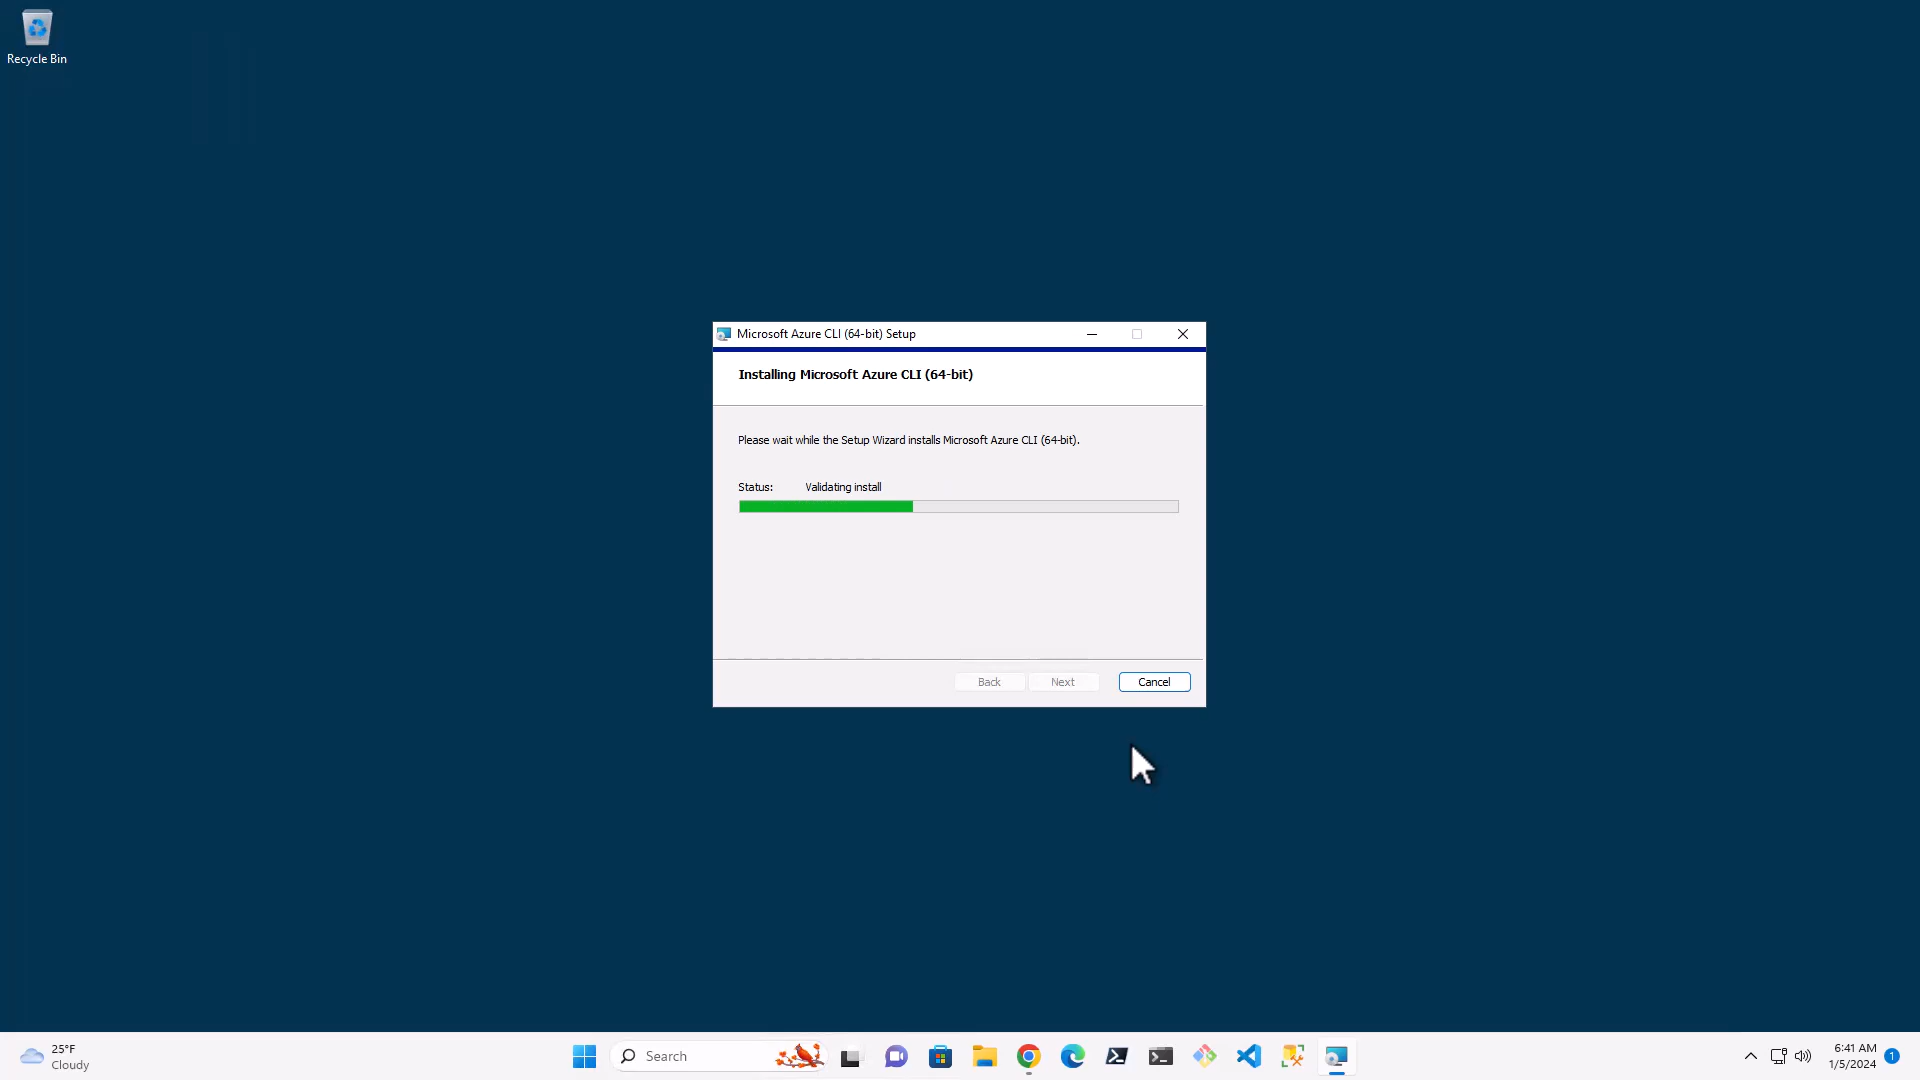 Recycle Bin
Microsoft Azure CLI (64-bit) Setup
Installing Microsoft Azure CLI (64-bit)
Please wait while the Setup Wizard installs Microsoft Azure CLI (64-bit).
Status: Validating install
Back Next Cancel
25°F
Cloudy
Search
6:41 AM
1/5/2024
1